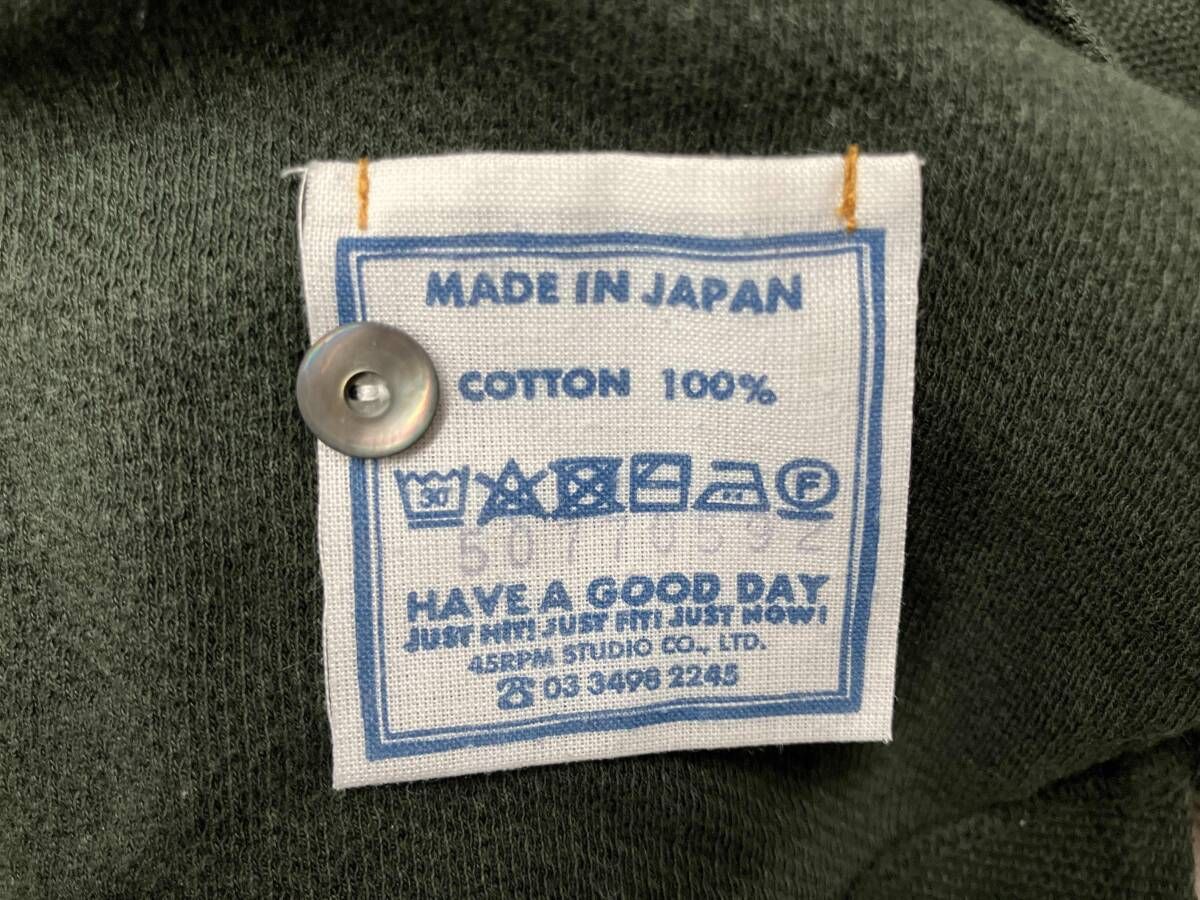 MADE IN JAPAN
COTTON 100%
30
F
HAVE A GOOD DAY
JUST HIT! JUST FIT! JUST NOW!
45RPM STUDIO CO., LTD.
☎ 03 3498 2245